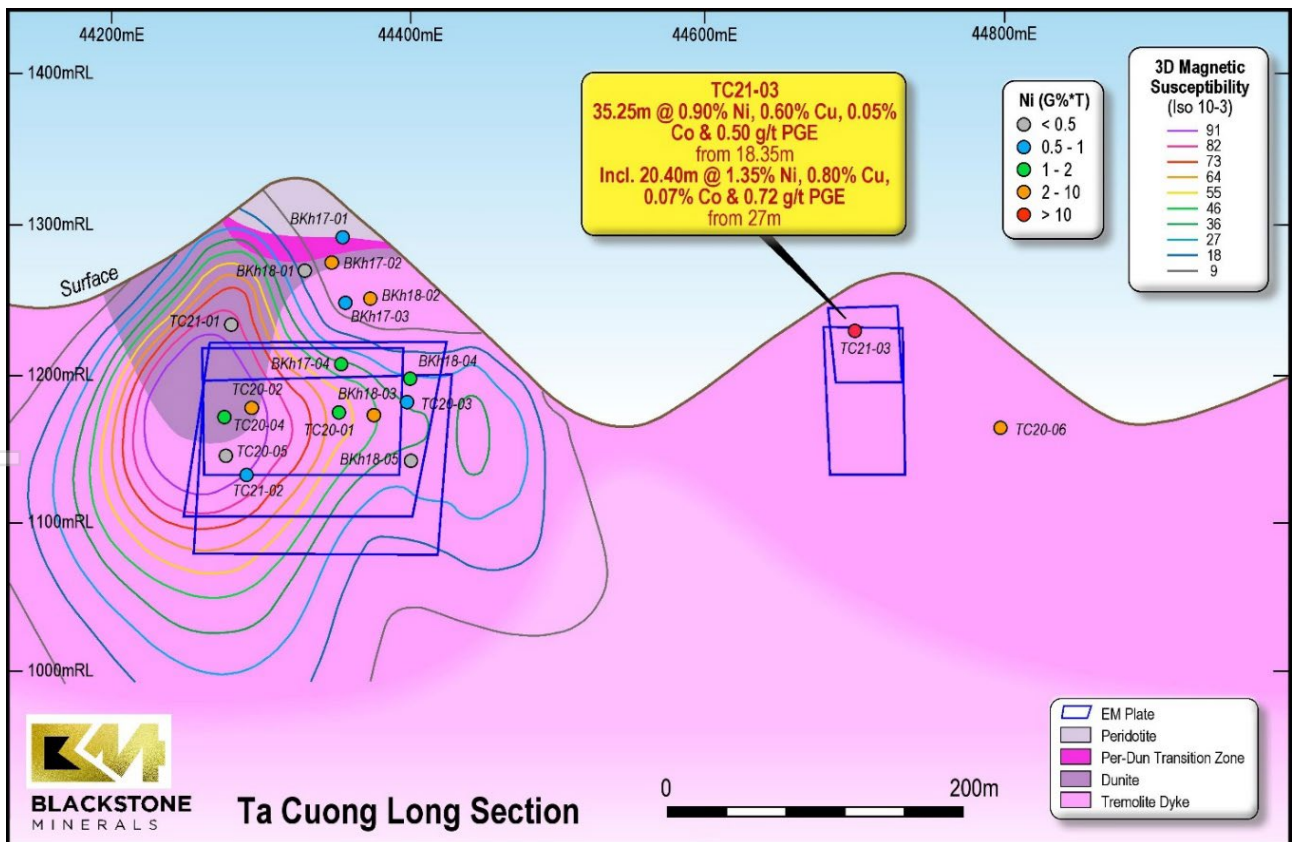 44200mE
44400mE
44600mE
44800mE
1400mRL
1300mRL
1200mRL
1100mRL
1000mRL
Surface
TC21-03
35.25m @ 0.90% Ni, 0.60% Cu, 0.05%
Co & 0.50 g/t PGE
from 18.35m
Incl. 20.40m @ 1.35% Ni, 0.80% Cu,
0.07% Co & 0.72 g/t PGE
from 27m
Ni (G%*T)
< 0.5
0.5 - 1
1 - 2
2 - 10
> 10
3D Magnetic
Susceptibility
(Iso 10-3)
91
82
73
64
55
46
36
27
18
9
BKh17-01
BKh18-01
BKh17-02
BKh18-02
BKh17-03
TC21-01
BKh17-04
BKh18-04
TC20-02
BKh18-03
TC20-03
TC20-04
TC20-01
TC20-05
BKh18-05
TC21-02
TC21-03
TC20-06
EM Plate
Peridotite
Per-Dun Transition Zone
Dunite
Tremolite Dyke
BLACKSTONE
MINERALS
Ta Cuong Long Section
0
200m